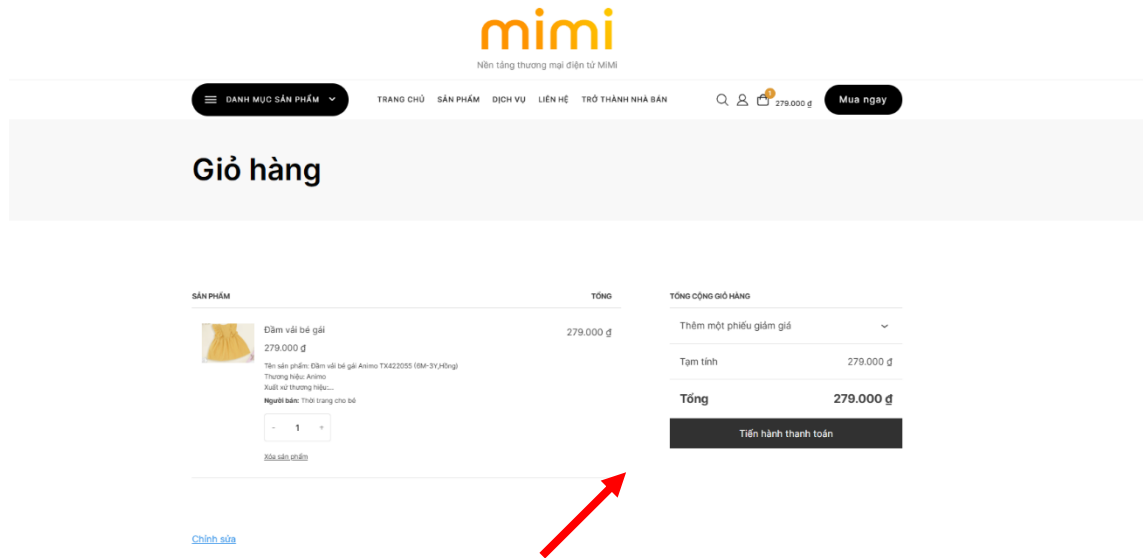 mimi
Nền tảng thương mại điện tử MiMi
DANH MỤC SẢN PHẨM
TRANG CHỦ SẢN PHẨM DỊCH VỤ LIÊN HỆ TRỞ THÀNH NHÀ BÁN
1
279.000 ₫
Mua ngay
Giỏ hàng
SẢN PHẨM TỔNG
Đầm vải bé gái 279.000 ₫
279.000 ₫
Tên sản phẩm: Đầm vải bé gái Animo TX422055 (6M-3Y,Hồng)
Thương hiệu: Animo
Xuất xứ thương hiệu:...
Người bán: Thời trang cho bé
- 1 +
Xóa sản phẩm
Chỉnh sửa
TỔNG CỘNG GIỎ HÀNG
Thêm một phiếu giảm giá
Tạm tính 279.000 ₫
Tổng 279.000 ₫
Tiến hành thanh toán